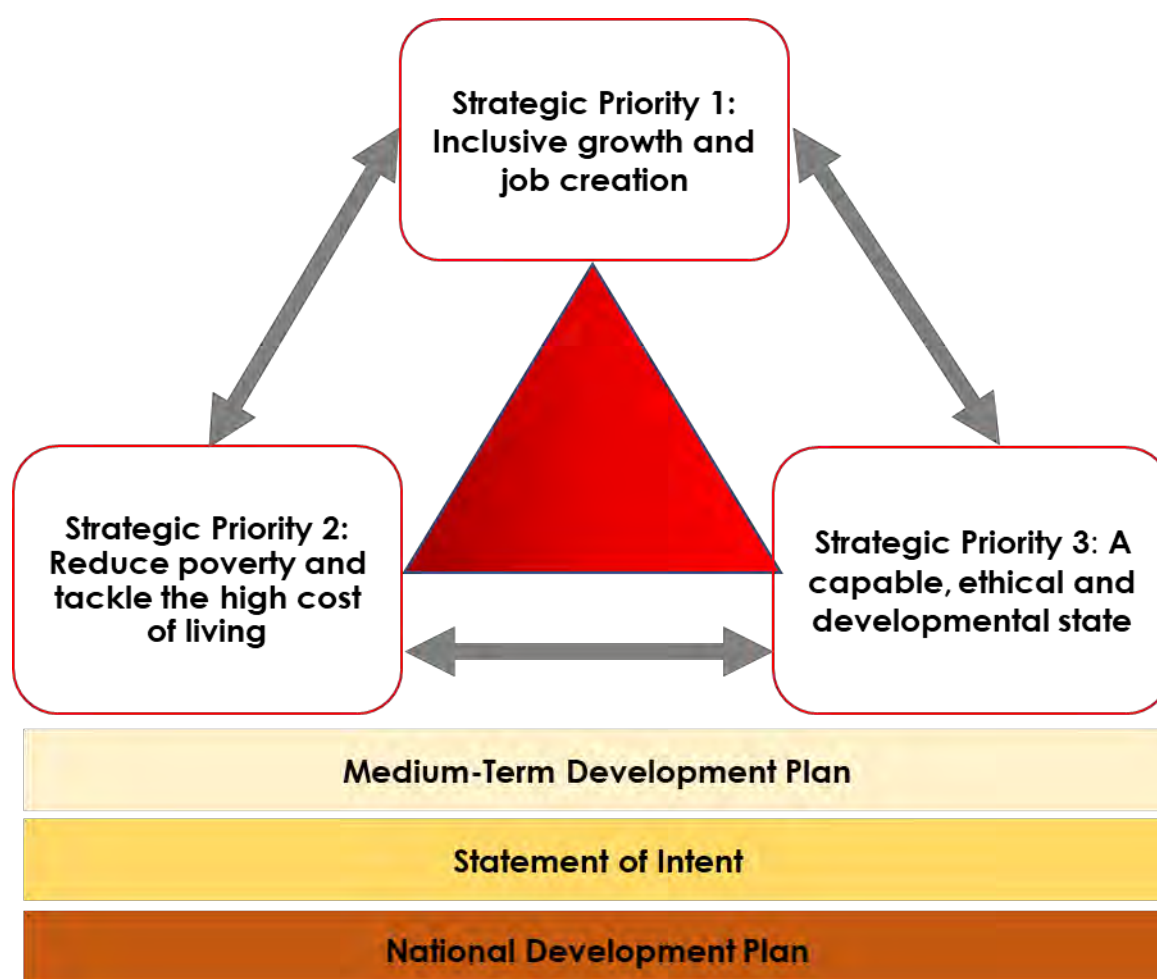 Strategic Priority 1:
Inclusive growth and
job creation
Strategic Priority 2:
Reduce poverty and
tackle the high cost
of living
Strategic Priority 3: A
capable, ethical and
developmental state
Medium-Term Development Plan
Statement of Intent
National Development Plan